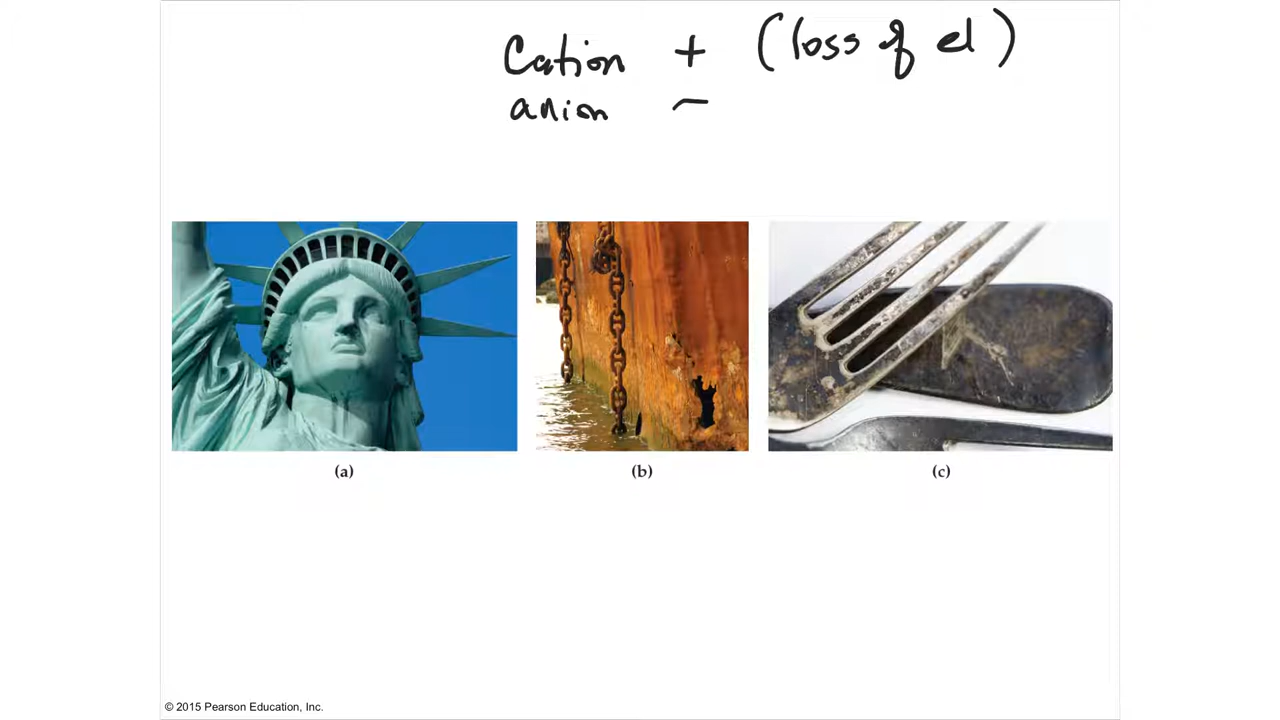 Cation + (loss of el)
anion −
(a) (b) (c)
© 2015 Pearson Education, Inc.